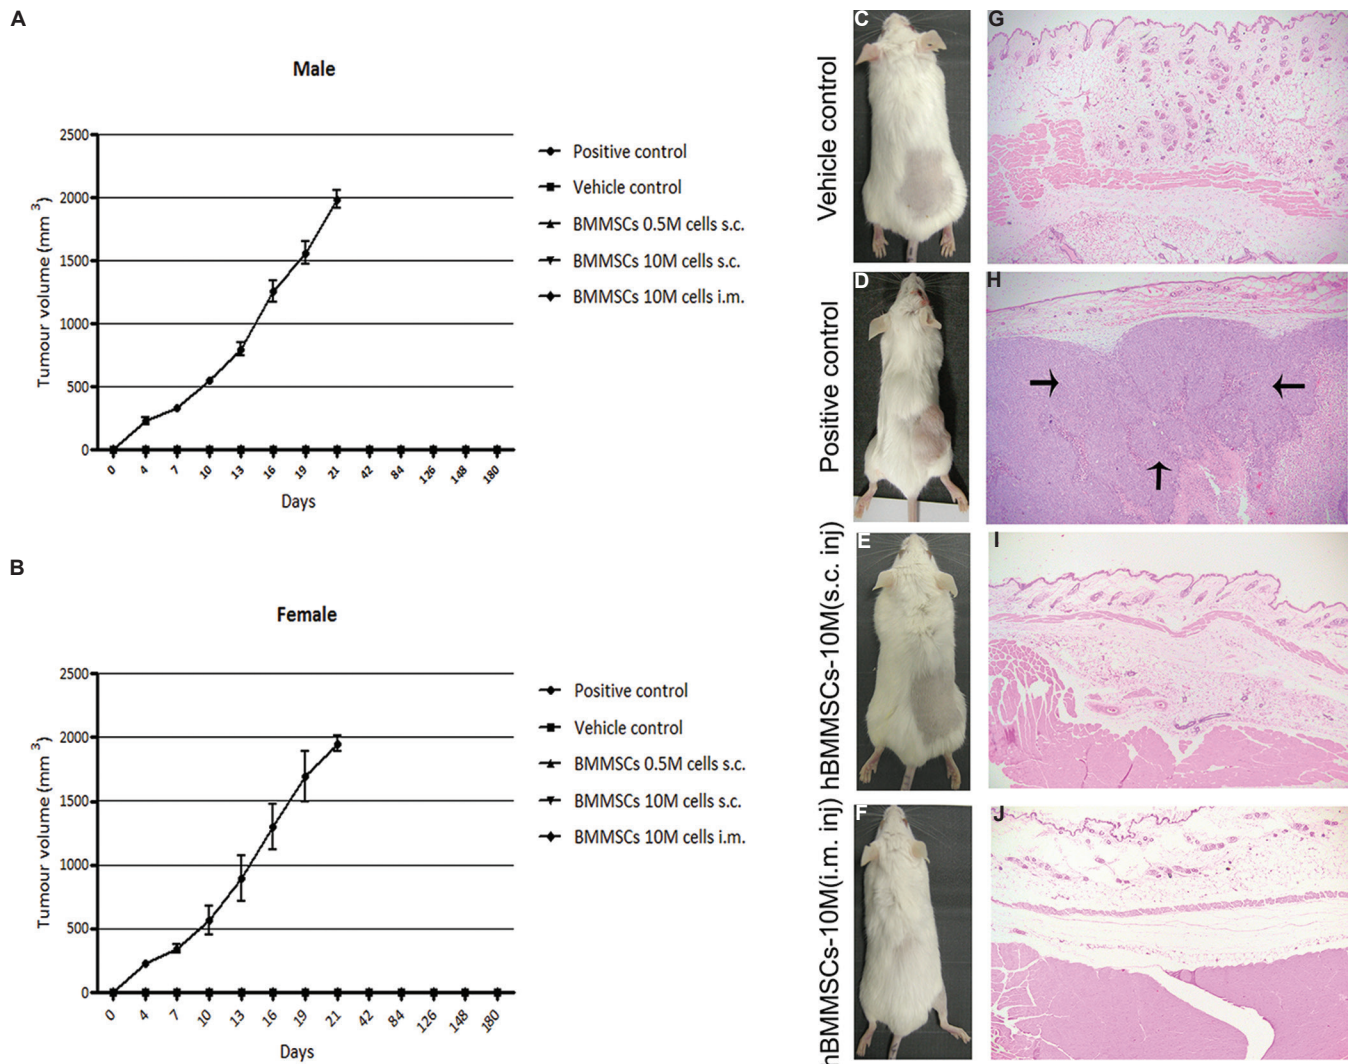 A
Male
Tumour volume (mm³)
2500
2000
1500
1000
500
0
0 4 7 10 13 16 19 21 42 84 126 148 180
Days
Positive control
Vehicle control
BMMSCs 0.5M cells s.c.
BMMSCs 10M cells s.c.
BMMSCs 10M cells i.m.
B
Female
Tumour volume (mm³)
2500
2000
1500
1000
500
0
0 4 7 10 13 16 19 21 42 84 126 148 180
Days
Positive control
Vehicle control
BMMSCs 0.5M cells s.c.
BMMSCs 10M cells s.c.
BMMSCs 10M cells i.m.
Vehicle control
C
G
Positive control
D
H
hBMMSCs-10M(s.c. inj)
E
I
hBMMSCs-10M(i.m. inj)
F
J